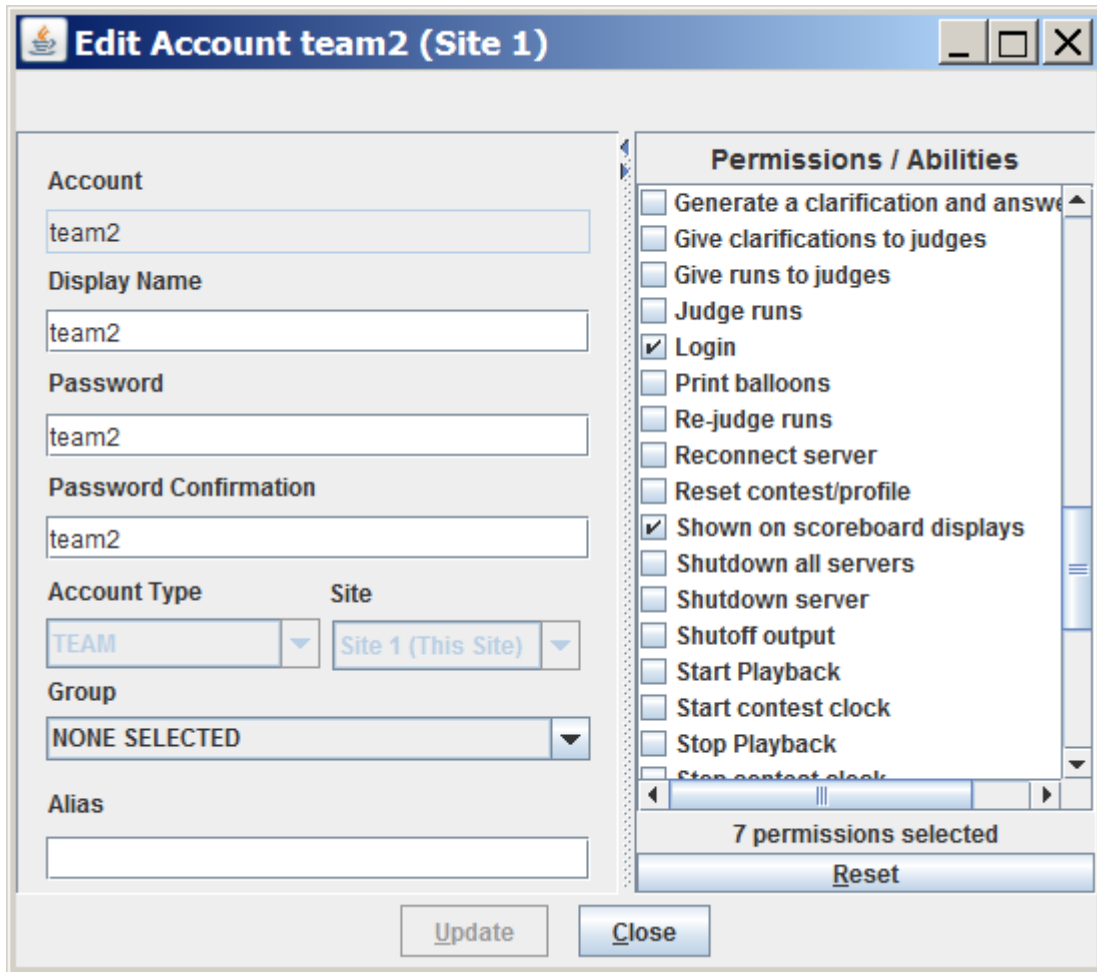 Edit Account team2 (Site 1)
Account
team2
Display Name
team2
Password
team2
Password Confirmation
team2
Account Type
Site
TEAM
Site 1 (This Site)
Group
NONE SELECTED
Alias
Permissions / Abilities
Generate a clarification and answe
Give clarifications to judges
Give runs to judges
Judge runs
Login
Print balloons
Re-judge runs
Reconnect server
Reset contest/profile
Shown on scoreboard displays
Shutdown all servers
Shutdown server
Shutoff output
Start Playback
Start contest clock
Stop Playback
Stop contest clock
7 permissions selected
Reset
Update
Close